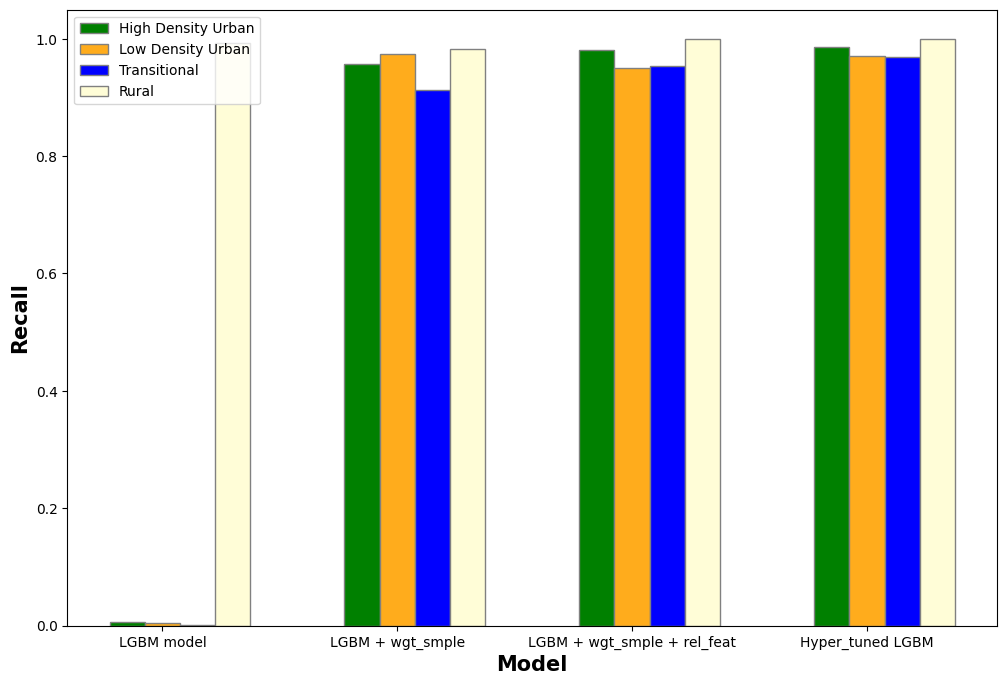 High Density Urban
Low Density Urban
Transitional
Rural
1.0
0.8
0.6
0.4
0.2
0.0
Recall
LGBM model
LGBM + wgt_smple
LGBM + wgt_smple + rel_feat
Hyper_tuned LGBM
Model